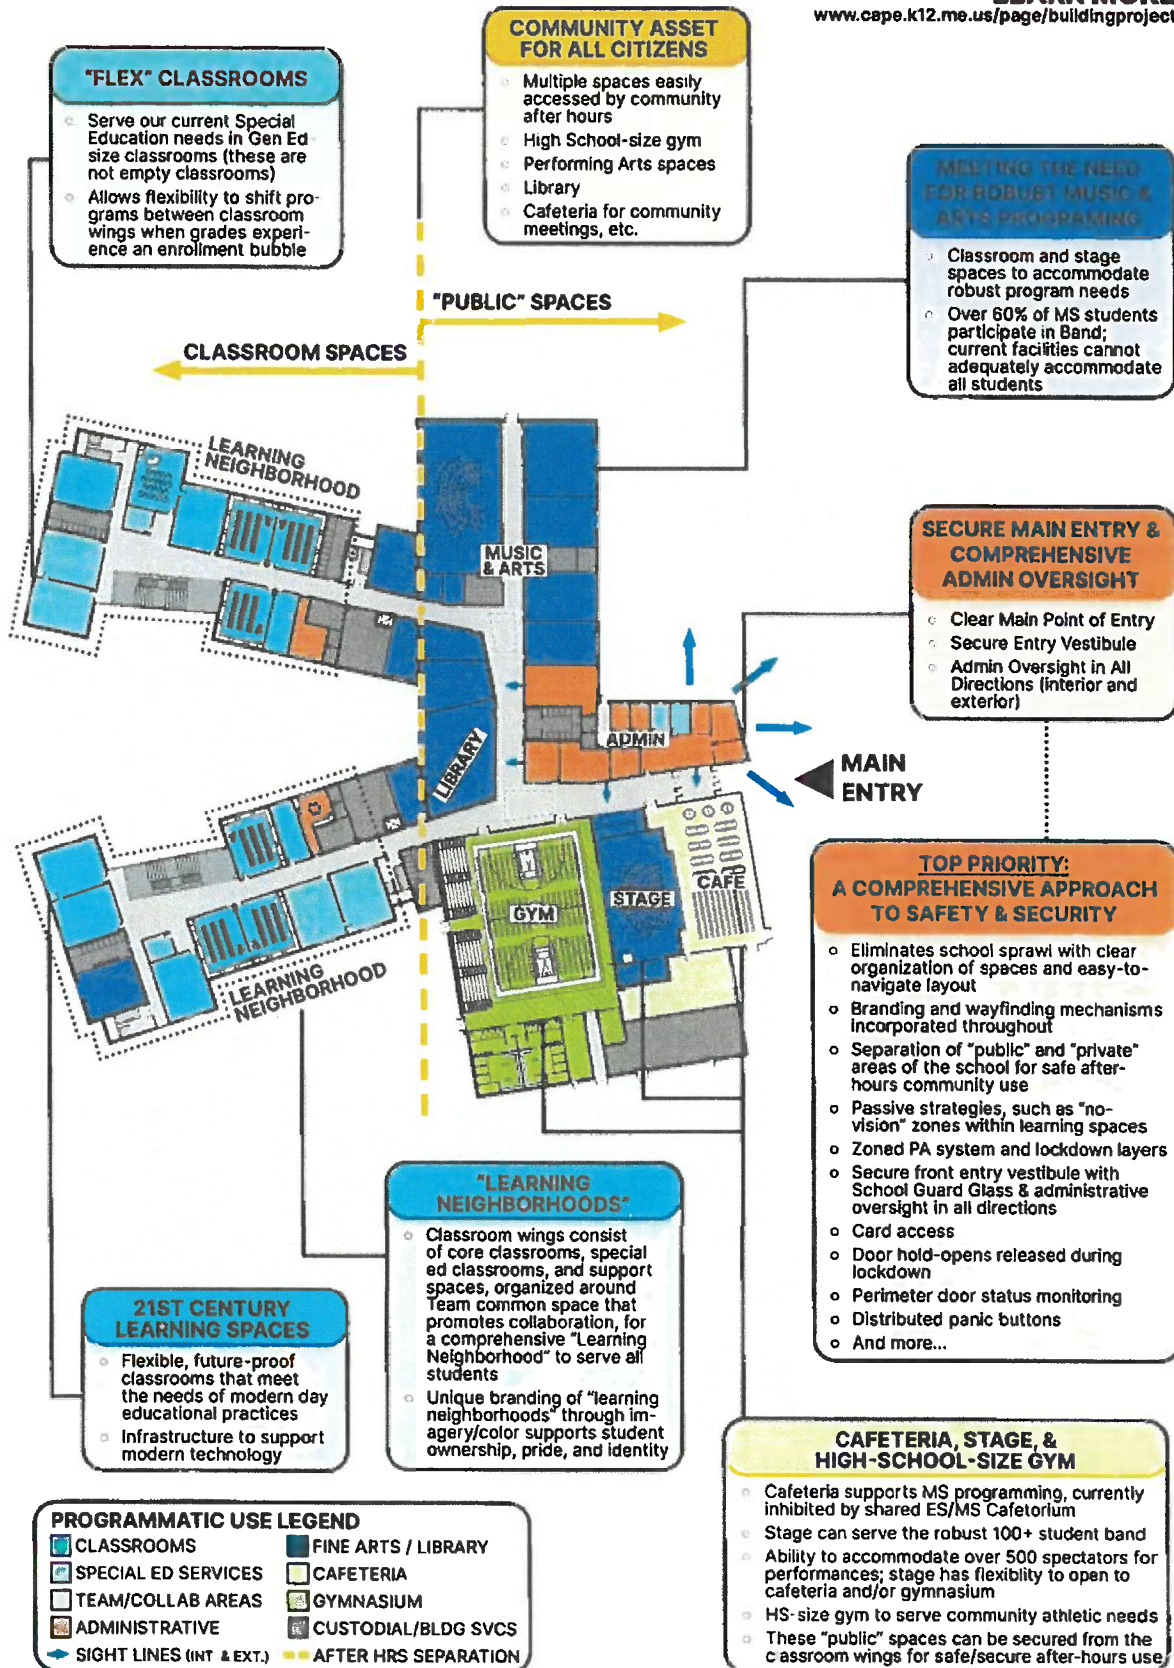 LEARN MORE
www.cape.k12.me.us/page/buildingproject
COMMUNITY ASSET
FOR ALL CITIZENS
Multiple spaces easily
accessed by community
after hours
High School-size gym
Performing Arts spaces
Library
Cafeteria for community
meetings, etc.
"FLEX" CLASSROOMS
Serve our current Special
Education needs in Gen Ed
size classrooms (these are
not empty classrooms)
Allows flexibility to shift pro-
grams between classroom
wings when grades experi-
ence an enrollment bubble
MEETING THE NEED
FOR ROBUST MUSIC &
ARTS PROGRAMING
Classroom and stage
spaces to accommodate
robust program needs
Over 60% of MS students
participate in Band;
current facilities cannot
adequately accommodate
all students
"PUBLIC" SPACES
CLASSROOM SPACES
LEARNING
NEIGHBORHOOD
MUSIC
& ARTS
SECURE MAIN ENTRY &
COMPREHENSIVE
ADMIN OVERSIGHT
Clear Main Point of Entry
Secure Entry Vestibule
Admin Oversight in All
Directions (interior and
exterior)
LIBRARY
ADMIN
MAIN
ENTRY
GYM
STAGE
CAFE
LEARNING
NEIGHBORHOOD
TOP PRIORITY:
A COMPREHENSIVE APPROACH
TO SAFETY & SECURITY
Eliminates school sprawl with clear
organization of spaces and easy-to-
navigate layout
Branding and wayfinding mechanisms
incorporated throughout
Separation of "public" and "private"
areas of the school for safe after-
hours community use
Passive strategies, such as "no-
vision" zones within learning spaces
Zoned PA system and lockdown layers
Secure front entry vestibule with
School Guard Glass & administrative
oversight in all directions
Card access
Door hold-opens released during
lockdown
Perimeter door status monitoring
Distributed panic buttons
And more...
"LEARNING
NEIGHBORHOODS"
Classroom wings consist
of core classrooms, special
ed classrooms, and support
spaces, organized around
Team common space that
promotes collaboration, for
a comprehensive "Learning
Neighborhood" to serve all
students
Unique branding of "learning
neighborhoods" through im-
agery/color supports student
ownership, pride, and identity
21ST CENTURY
LEARNING SPACES
Flexible, future-proof
classrooms that meet
the needs of modern day
educational practices
Infrastructure to support
modern technology
CAFETERIA, STAGE, &
HIGH-SCHOOL-SIZE GYM
Cafeteria supports MS programming, currently
inhibited by shared ES/MS Cafetorium
Stage can serve the robust 100+ student band
Ability to accommodate over 500 spectators for
performances; stage has flexiblity to open to
cafeteria and/or gymnasium
HS-size gym to serve community athletic needs
These "public" spaces can be secured from the
classroom wings for safe/secure after-hours use
PROGRAMMATIC USE LEGEND
CLASSROOMS
SPECIAL ED SERVICES
TEAM/COLLAB AREAS
ADMINISTRATIVE
SIGHT LINES (INT & EXT.)
FINE ARTS / LIBRARY
CAFETERIA
GYMNASIUM
CUSTODIAL/BLDG SVCS
AFTER HRS SEPARATION